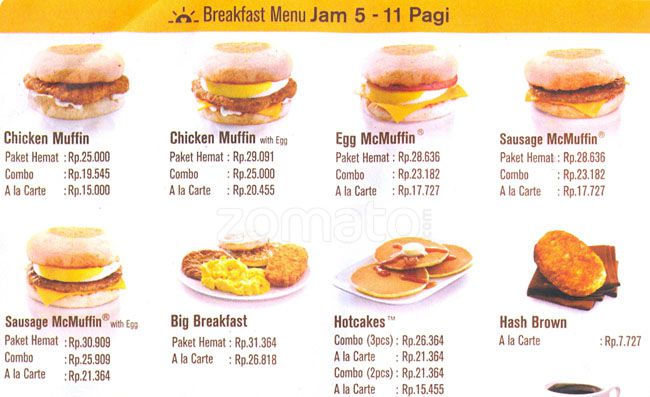 Breakfast Menu Jam 5 - 11 Pagi
Chicken Muffin
Paket Hemat : Rp.25.000
Combo : Rp.19.545
A la Carte : Rp.15.000
Chicken Muffin with Egg
Paket Hemat : Rp.29.091
Combo : Rp.25.000
A la Carte : Rp.20.455
Egg McMuffin®
Paket Hemat : Rp.28.636
Combo : Rp.23.182
A la Carte : Rp.17.727
Sausage McMuffin®
Paket Hemat : Rp.28.636
Combo : Rp.23.182
A la Carte : Rp.17.727
zomato.com
Sausage McMuffin® with Egg
Paket Hemat : Rp.30.909
Combo : Rp.25.909
A la Carte : Rp.21.364
Big Breakfast
Paket Hemat : Rp.31.364
A la Carte : Rp.26.818
Hotcakes™
Combo (3pcs) : Rp.26.364
A la Carte : Rp.21.364
Combo (2pcs) : Rp.21.364
A la Carte : Rp.15.455
Hash Brown
A la Carte : Rp.7.727